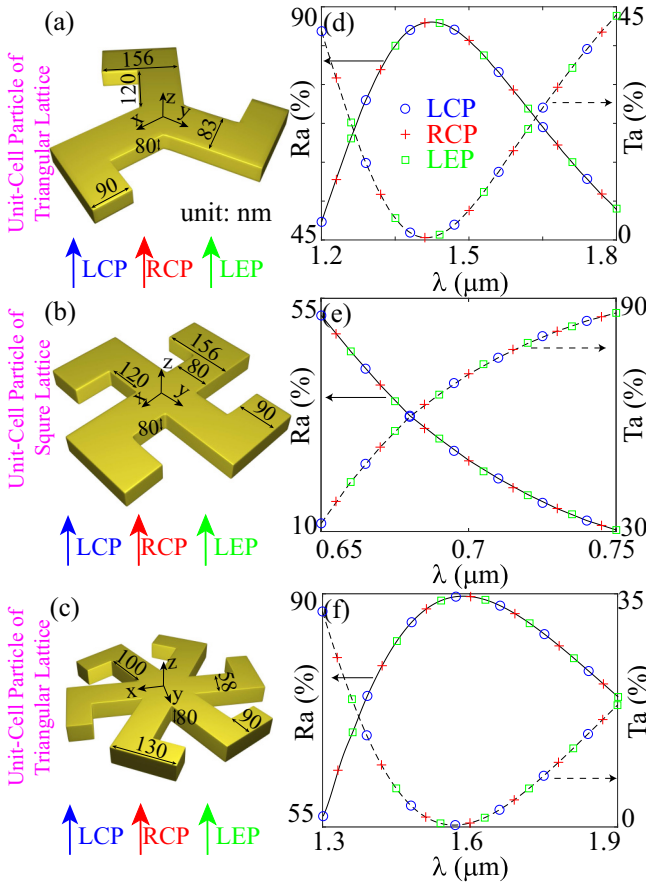 (a)
Unit-Cell Particle of
Triangular Lattice
156
120
z
x
y
83
80
90
unit: nm
LCP
RCP
LEP
(d)
90
45
Ra (%)
Ta (%)
LCP
RCP
LEP
45
0
1.2
1.5
1.8
λ (μm)
(b)
Unit-Cell Particle of
Squre Lattice
156
80
120
z
x
y
90
80
LCP
RCP
LEP
(e)
55
90
Ra (%)
Ta (%)
10
30
0.65
0.7
0.75
λ (μm)
(c)
Unit-Cell Particle of
Triangular Lattice
100
z
x
y
58
80
90
130
LCP
RCP
LEP
(f)
90
35
Ra (%)
Ta (%)
55
0
1.3
1.6
1.9
λ (μm)